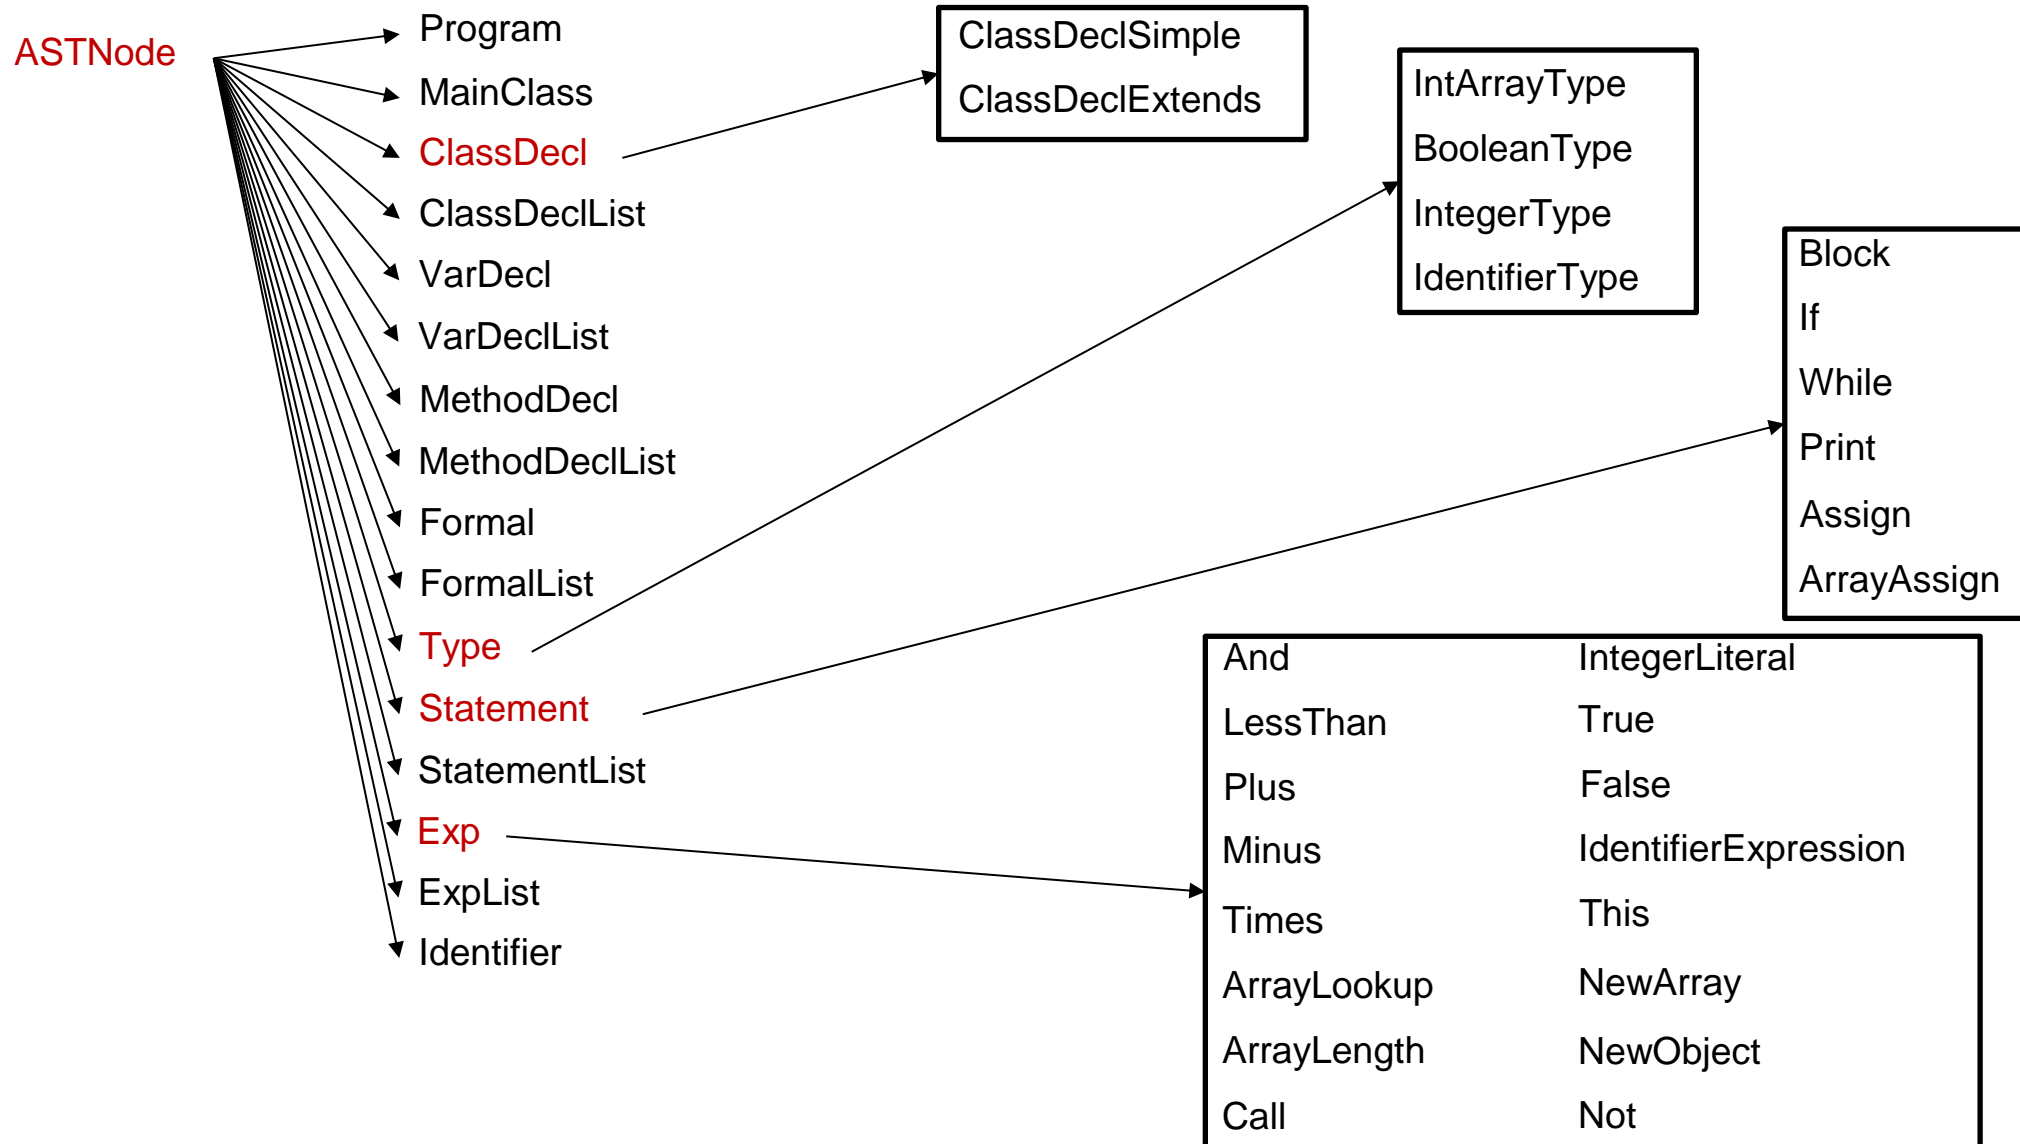 ASTNode
Program
MainClass
ClassDecl
ClassDeclList
VarDecl
VarDeclList
MethodDecl
MethodDeclList
Formal
FormalList
Type
Statement
StatementList
Exp
ExpList
Identifier
ClassDeclSimple
ClassDeclExtends
IntArrayType
BooleanType
IntegerType
IdentifierType
Block
If
While
Print
Assign
ArrayAssign
And
LessThan
Plus
Minus
Times
ArrayLookup
ArrayLength
Call
IntegerLiteral
True
False
IdentifierExpression
This
NewArray
NewObject
Not